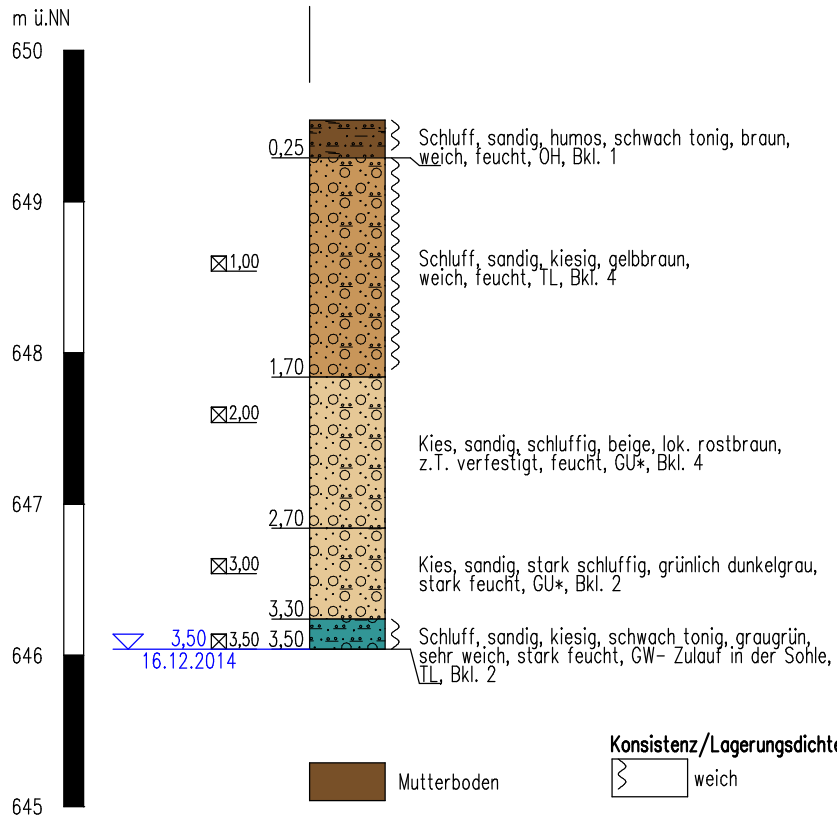 m ü.NN
650
Schluff, sandig, humos, schwach tonig, braun,
0,25
weich, feucht, OH, Bkl. 1
649
1,00
Schluff, sandig, kiesig, gelbbraun,
weich, feucht, TL, Bkl. 4
648
1,70
2,00
Kies, sandig, schluffig, beige, lok. rostbraun,
z.T. verfestigt, feucht, GU*, Bkl. 4
647
2,70
3,00
Kies, sandig, stark schluffig, grünlich dunkelgrau,
stark feucht, GU*, Bkl. 2
3,30
3,50 3,50 3,50
Schluff, sandig, kiesig, schwach tonig, graugrün,
646
16.12.2014
sehr weich, stark feucht, GW- Zulauf in der Sohle,
TL, Bkl. 2
Konsistenz/Lagerungsdichte
Mutterboden
weich
645